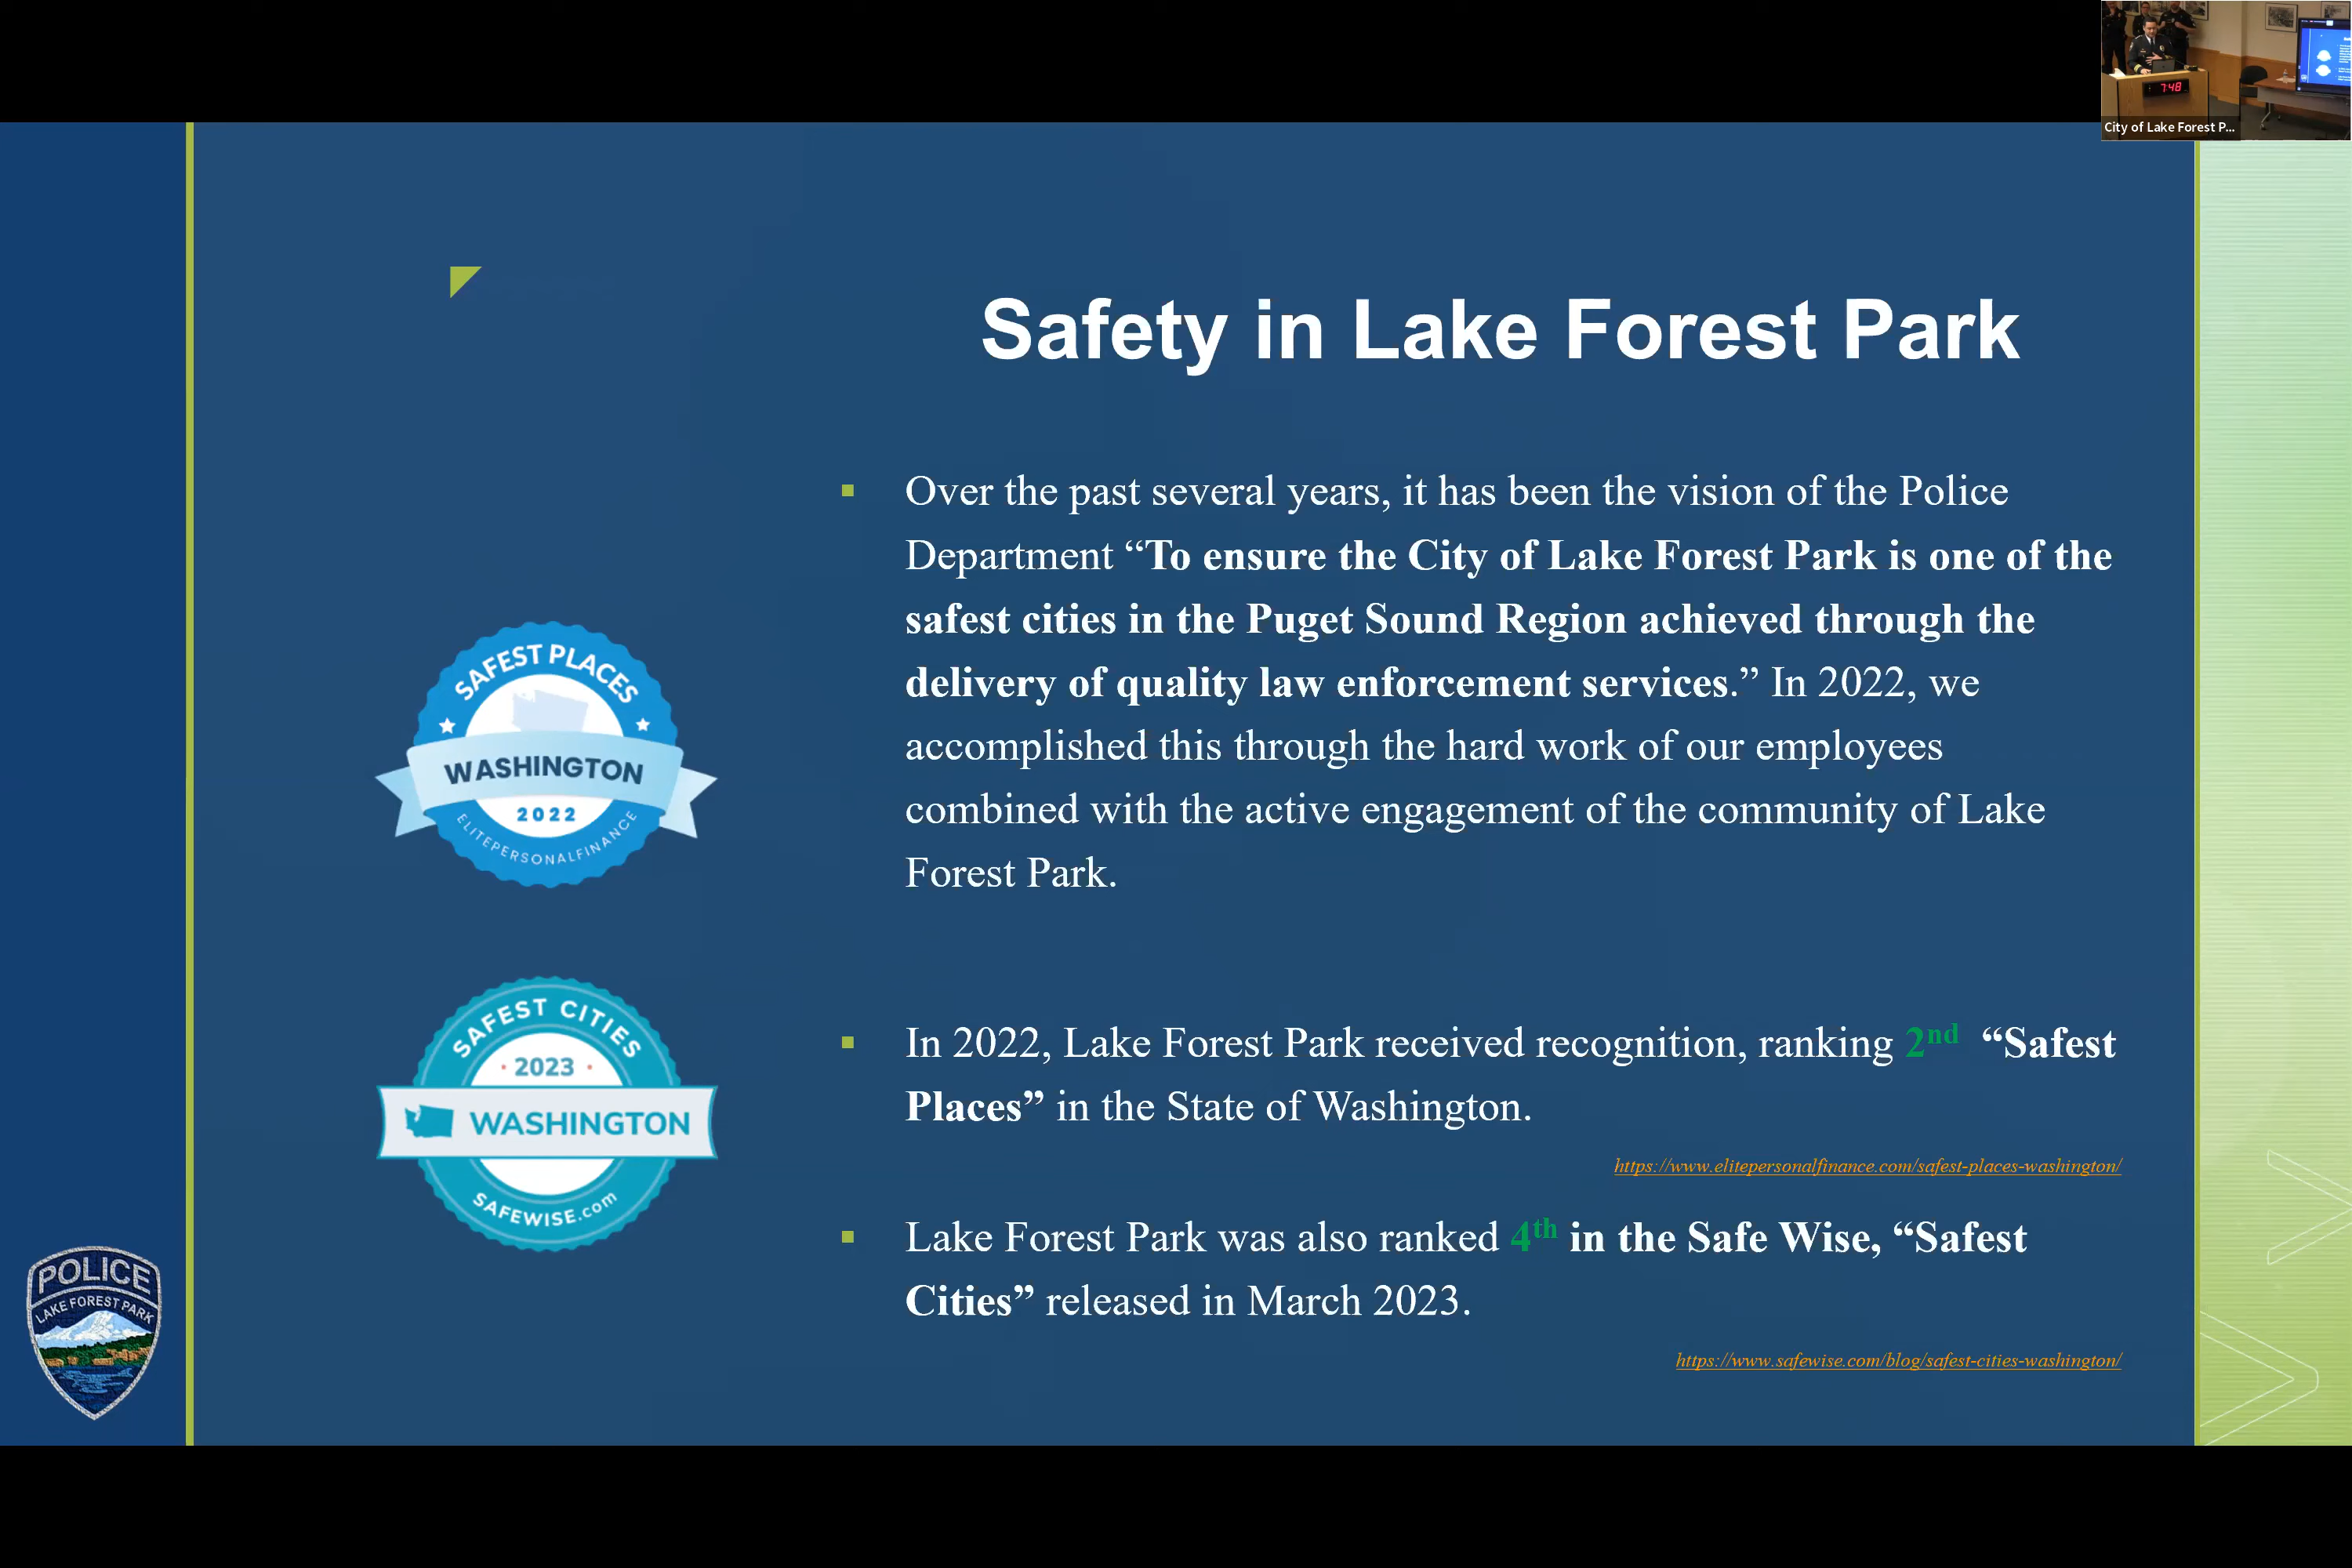 7:48
City of Lake Forest P...
Safety in Lake Forest Park
Over the past several years, it has been the vision of the Police
Department “To ensure the City of Lake Forest Park is one of the
safest cities in the Puget Sound Region achieved through the
delivery of quality law enforcement services.” In 2022, we
accomplished this through the hard work of our employees
combined with the active engagement of the community of Lake
Forest Park.
SAFEST PLACES
WASHINGTON
2022
ELITEPERSONALFINANCE
SAFEST CITIES
2023
WASHINGTON
SAFEWISE.com
In 2022, Lake Forest Park received recognition, ranking 2nd “Safest
Places” in the State of Washington.
https://www.elitepersonalfinance.com/safest-places-washington/
Lake Forest Park was also ranked 4th in the Safe Wise, “Safest
Cities” released in March 2023.
https://www.safewise.com/blog/safest-cities-washington/
POLICE
LAKE FOREST PARK